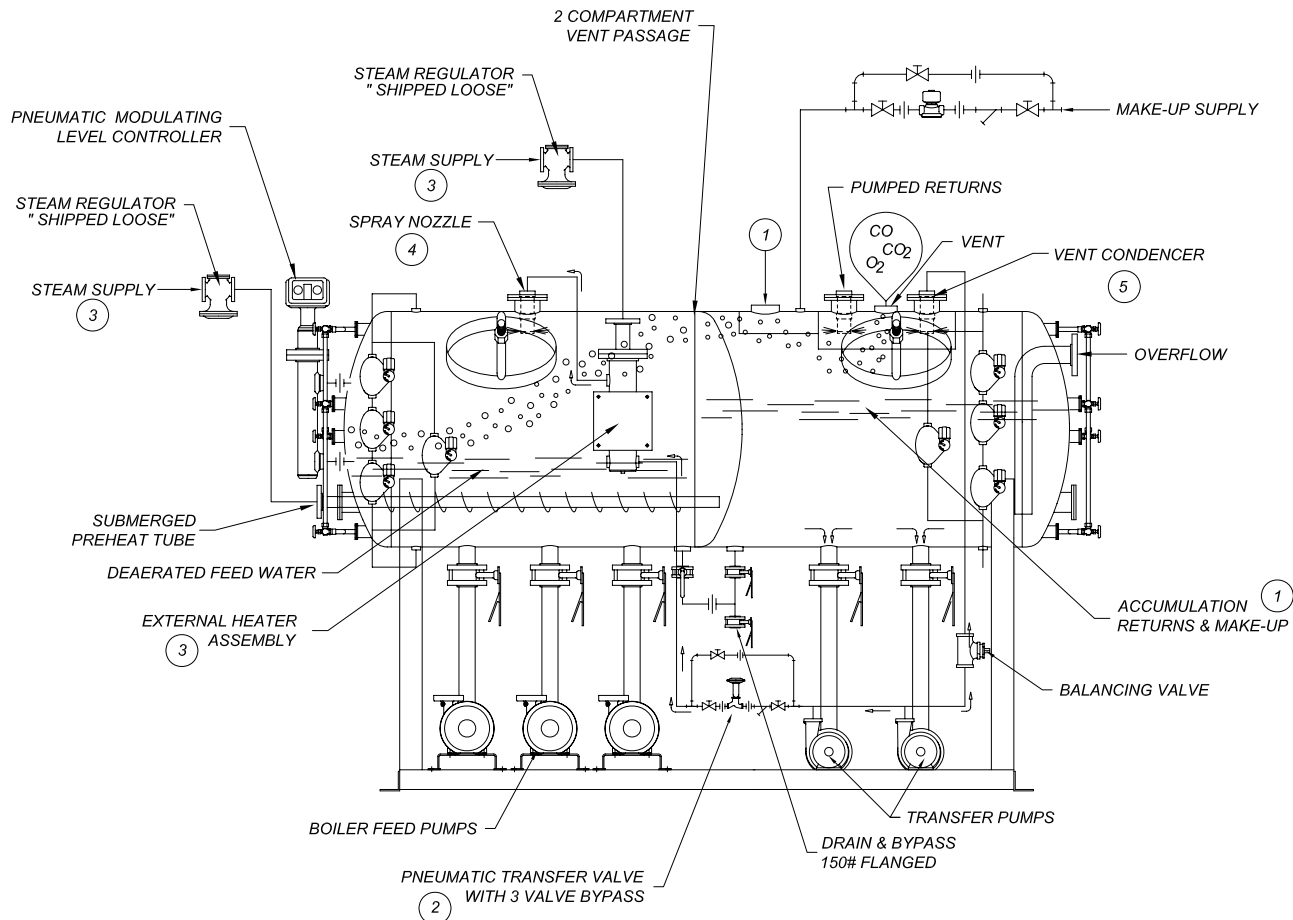 2 COMPARTMENT
VENT PASSAGE
STEAM REGULATOR
" SHIPPED LOOSE"
MAKE-UP SUPPLY
PNEUMATIC MODULATING
LEVEL CONTROLLER
STEAM SUPPLY
3
PUMPED RETURNS
STEAM REGULATOR
" SHIPPED LOOSE"
SPRAY NOZZLE
4
1
CO
CO2
O2
VENT
VENT CONDENCER
5
STEAM SUPPLY
3
OVERFLOW
SUBMERGED
PREHEAT TUBE
DEAERATED FEED WATER
EXTERNAL HEATER
ASSEMBLY
3
ACCUMULATION
RETURNS & MAKE-UP
1
BALANCING VALVE
BOILER FEED PUMPS
TRANSFER PUMPS
DRAIN & BYPASS
150# FLANGED
PNEUMATIC TRANSFER VALVE
WITH 3 VALVE BYPASS
2